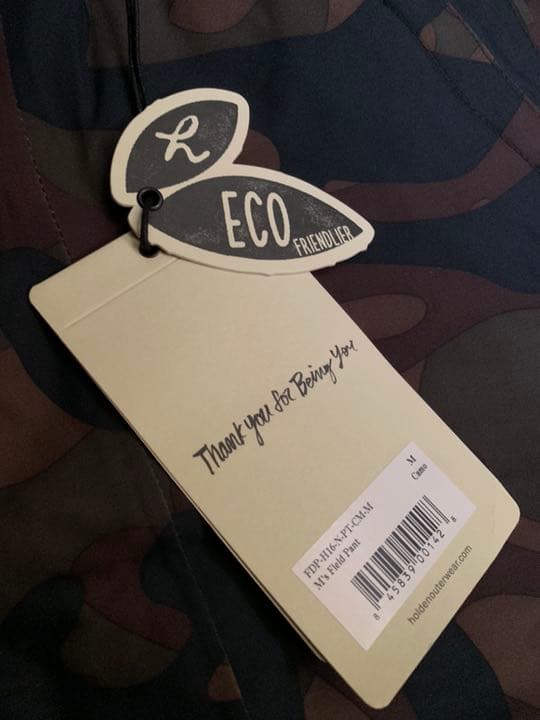 h
ECO
FRIENDLIER
Thank you for Being You
M
Camo
FDP-H16-N-PT-CM-M
M's Field Pant
8 45839 00142 8
holdenouterwear.com